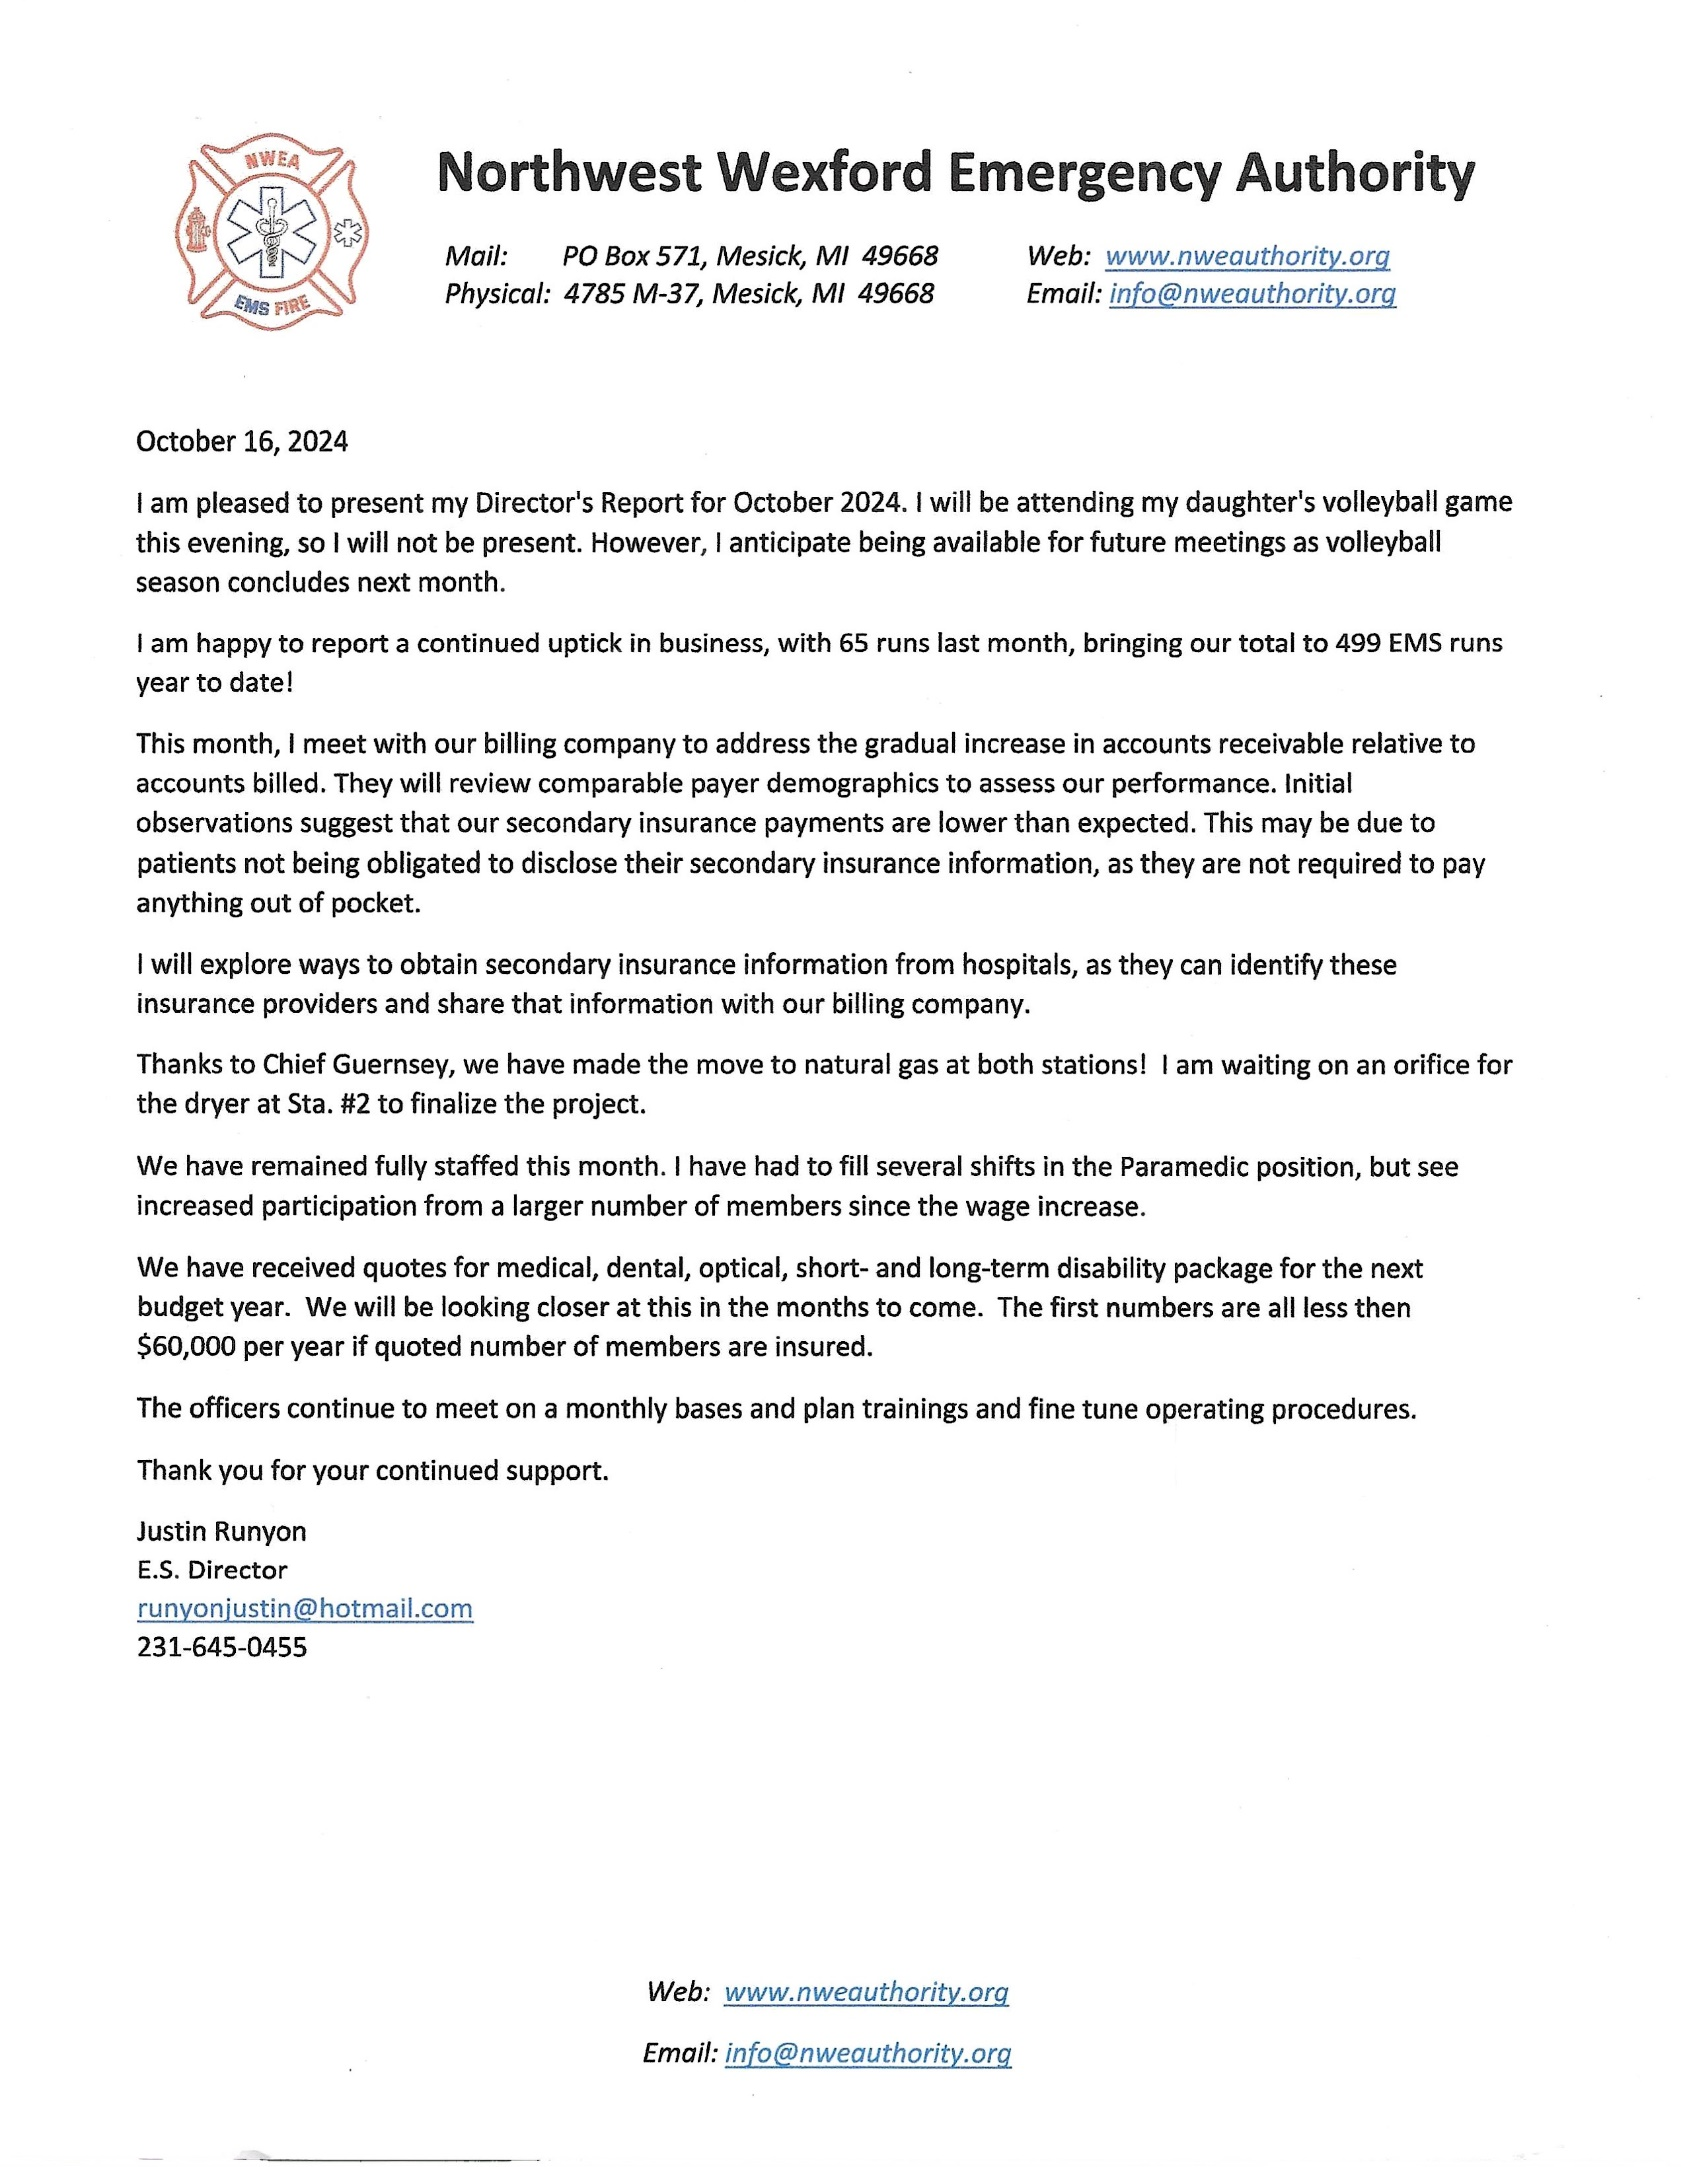 NWEA
EMS FIRE
Northwest Wexford Emergency Authority
Mail: PO Box 571, Mesick, MI 49668 Web: www.nweauthority.org
Physical: 4785 M-37, Mesick, MI 49668 Email: info@nweauthority.org
October 16, 2024
I am pleased to present my Director's Report for October 2024. I will be attending my daughter's volleyball game
this evening, so I will not be present. However, I anticipate being available for future meetings as volleyball
season concludes next month.
I am happy to report a continued uptick in business, with 65 runs last month, bringing our total to 499 EMS runs
year to date!
This month, I meet with our billing company to address the gradual increase in accounts receivable relative to
accounts billed. They will review comparable payer demographics to assess our performance. Initial
observations suggest that our secondary insurance payments are lower than expected. This may be due to
patients not being obligated to disclose their secondary insurance information, as they are not required to pay
anything out of pocket.
I will explore ways to obtain secondary insurance information from hospitals, as they can identify these
insurance providers and share that information with our billing company.
Thanks to Chief Guernsey, we have made the move to natural gas at both stations! I am waiting on an orifice for
the dryer at Sta. #2 to finalize the project.
We have remained fully staffed this month. I have had to fill several shifts in the Paramedic position, but see
increased participation from a larger number of members since the wage increase.
We have received quotes for medical, dental, optical, short- and long-term disability package for the next
budget year. We will be looking closer at this in the months to come. The first numbers are all less then
$60,000 per year if quoted number of members are insured.
The officers continue to meet on a monthly bases and plan trainings and fine tune operating procedures.
Thank you for your continued support.
Justin Runyon
E.S. Director
runyonjustin@hotmail.com
231-645-0455
Web: www.nweauthority.org
Email: info@nweauthority.org